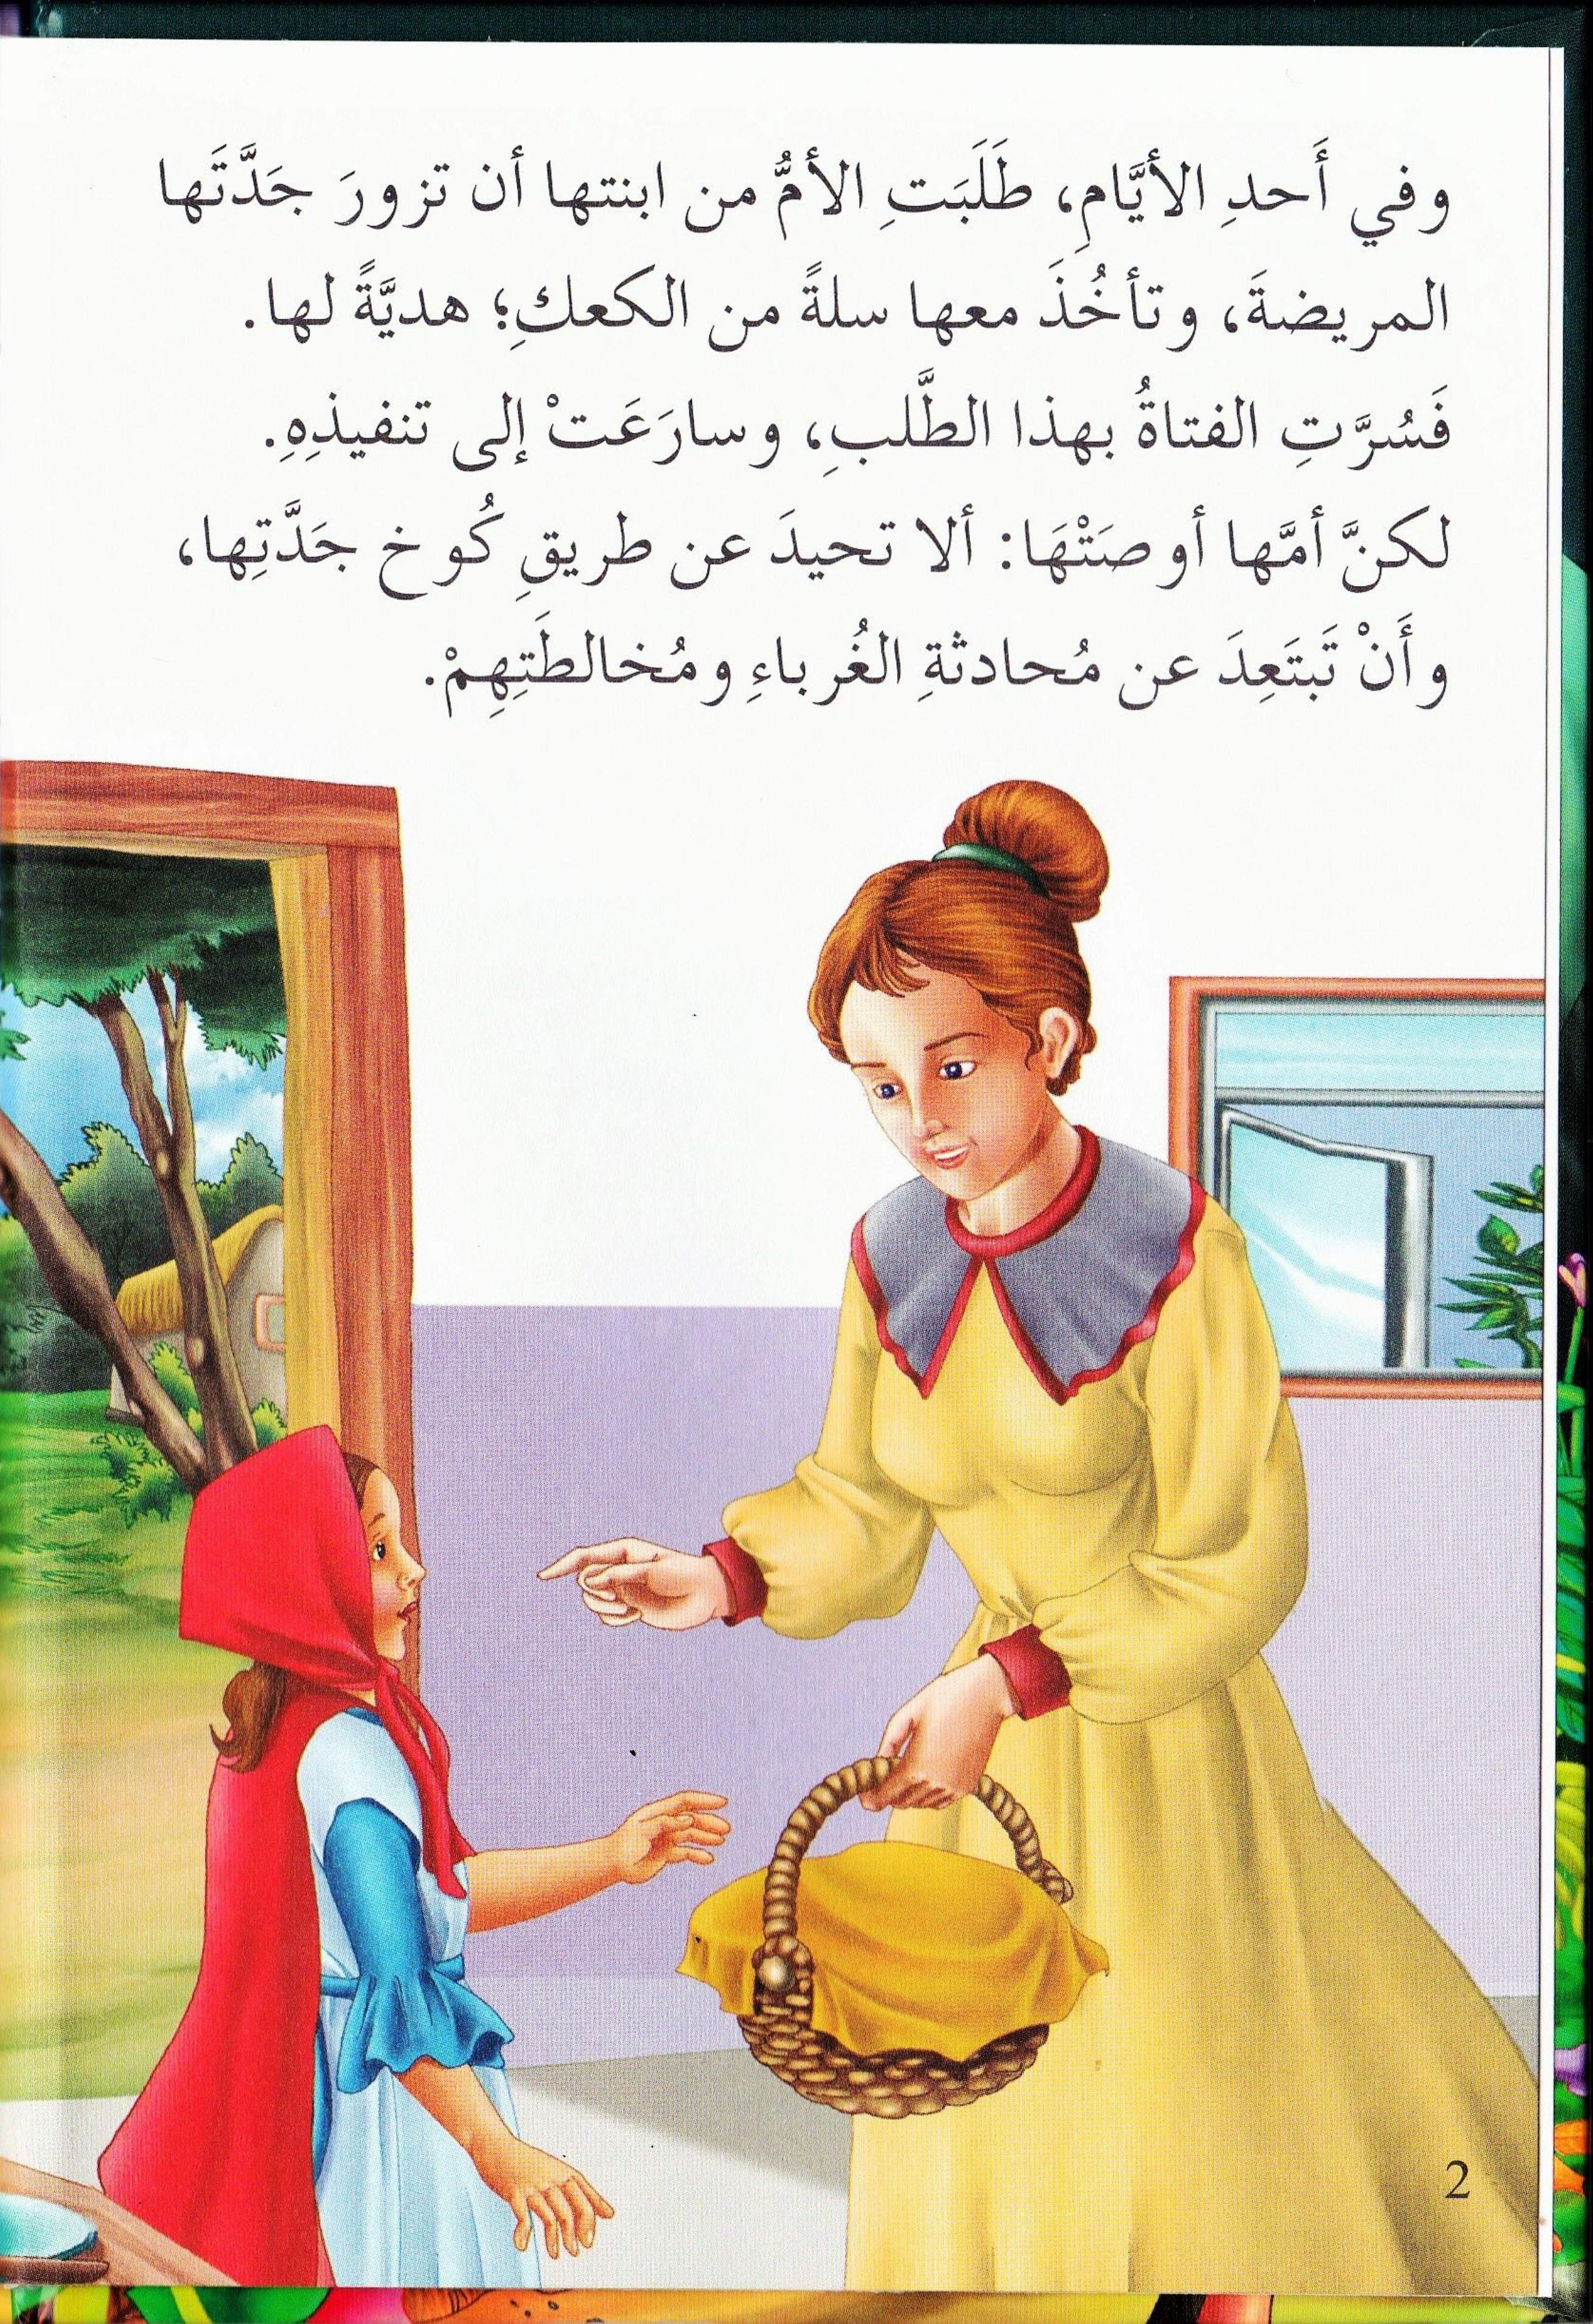 وفي أَحدِ الأيَّامِ، طَلَبَتِ الأمُّ من ابنتها أن تزورَ جَدَّتَها
المريضةَ، وتأخُذَ معها سلةً من الكعكِ؛ هديَّةً لها.
فَسُرَّتِ الفتاةُ بهذا الطَّلبِ، وسارَعَتْ إلى تنفيذِهِ.
لكنَّ أمَّها أوصَتْهَا: ألا تحيدَ عن طريقِ كُوخ جَدَّتِها،
وأَنْ تَبتَعِدَ عن مُحادثةِ الغُرباءِ ومُخالطَتِهِمْ.
2